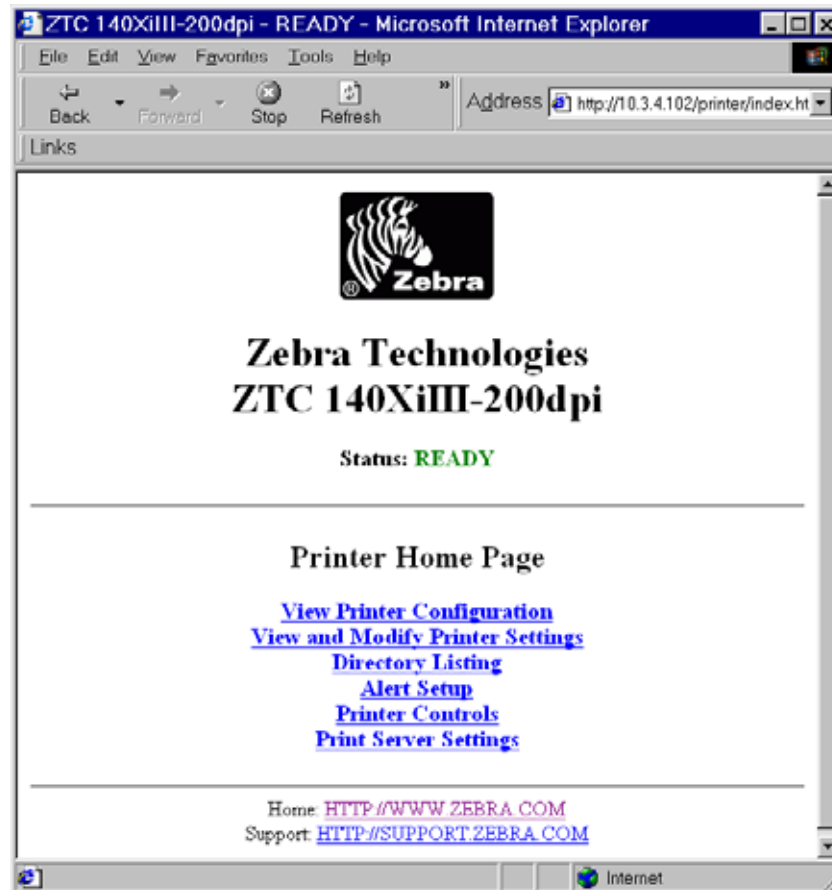 ZTC 140XiIII-200dpi - READY - Microsoft Internet Explorer
File Edit View Favorites Tools Help
Back Forward Stop Refresh » Address http://10.3.4.102/printer/index.ht
Links
® Zebra
Zebra Technologies
ZTC 140XiIII-200dpi
Status: READY
Printer Home Page
View Printer Configuration
View and Modify Printer Settings
Directory Listing
Alert Setup
Printer Controls
Print Server Settings
Home: HTTP://WWW.ZEBRA.COM
Support: HTTP://SUPPORT.ZEBRA.COM
Internet